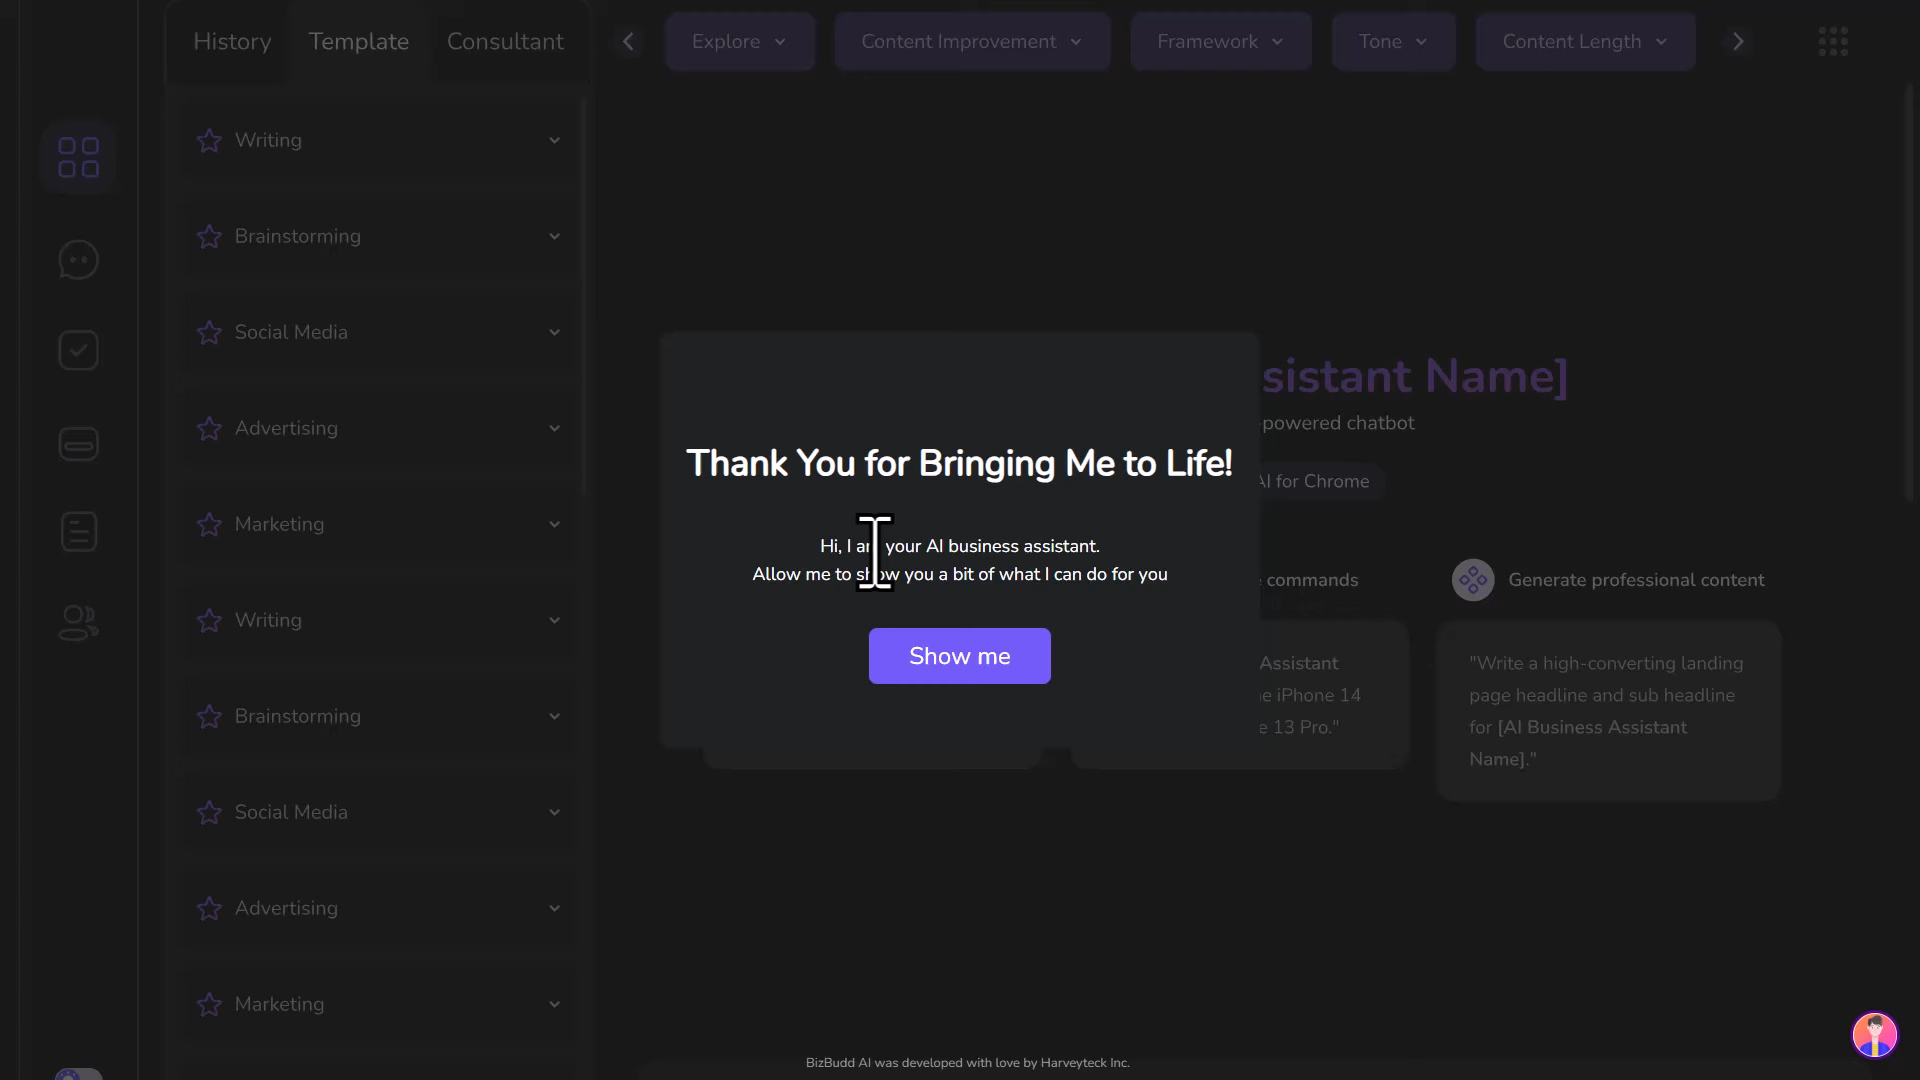 History
Template
Consultant
Explore
Content Improvement
Framework
Tone
Content Length
Writing
Brainstorming
Social Media
Advertising
Marketing
Writing
Brainstorming
Social Media
Advertising
Marketing
sistant Name]
-powered chatbot
AI for Chrome
Thank You for Bringing Me to Life!
Hi, I am your AI business assistant.
Allow me to show you a bit of what I can do for you
Show me
commands
Assistant
iPhone 14
13 Pro."
Generate professional content
"Write a high-converting landing
page headline and sub headline
for [AI Business Assistant
Name]."
BizBudd AI was developed with love by Harveyteck Inc.